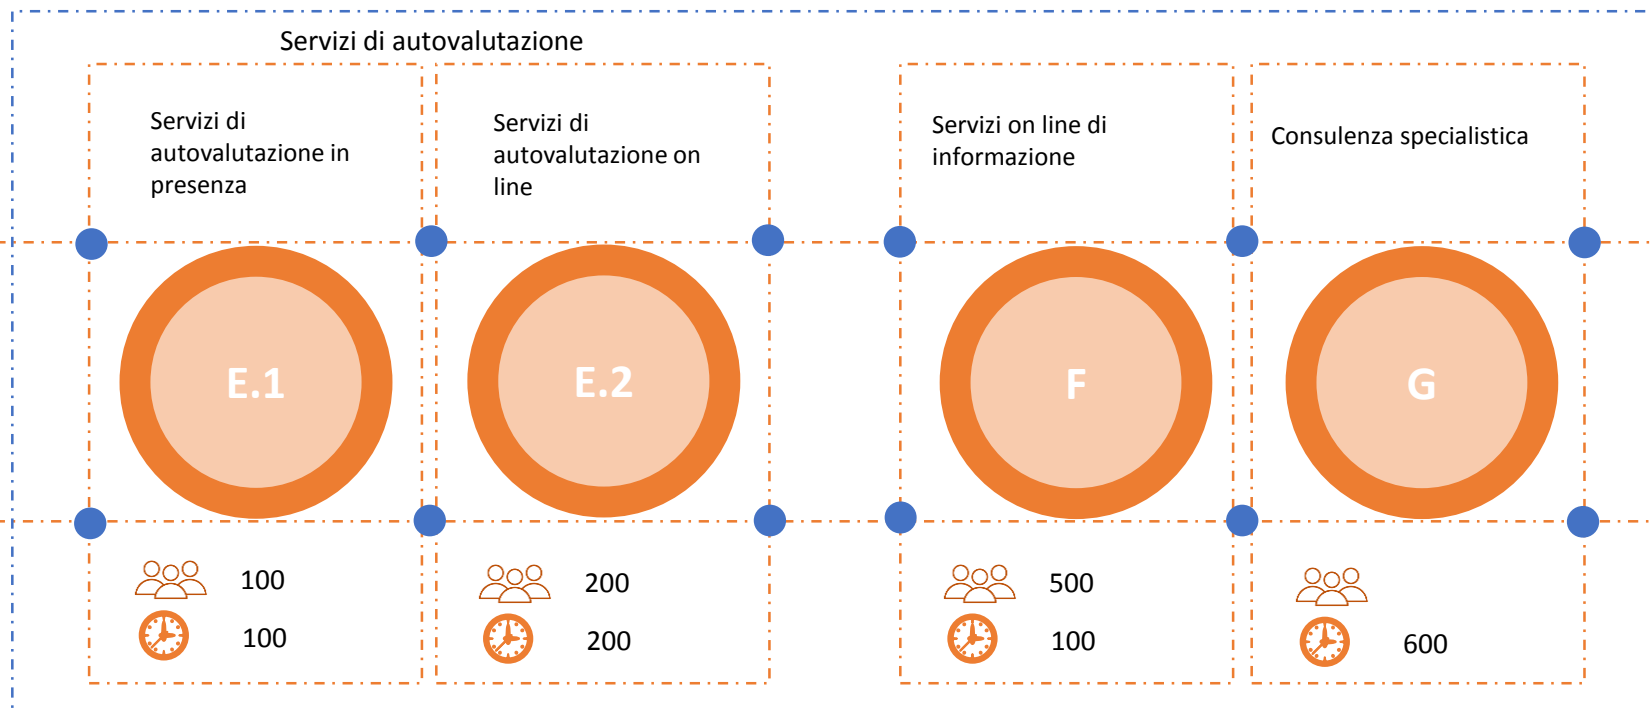 Servizi di autovalutazione
Servizi di
autovalutazione in
presenza
Servizi di
autovalutazione on
line
Servizi on line di
informazione
Consulenza specialistica
E.1
E.2
F
G
100
200
500
100
200
100
600